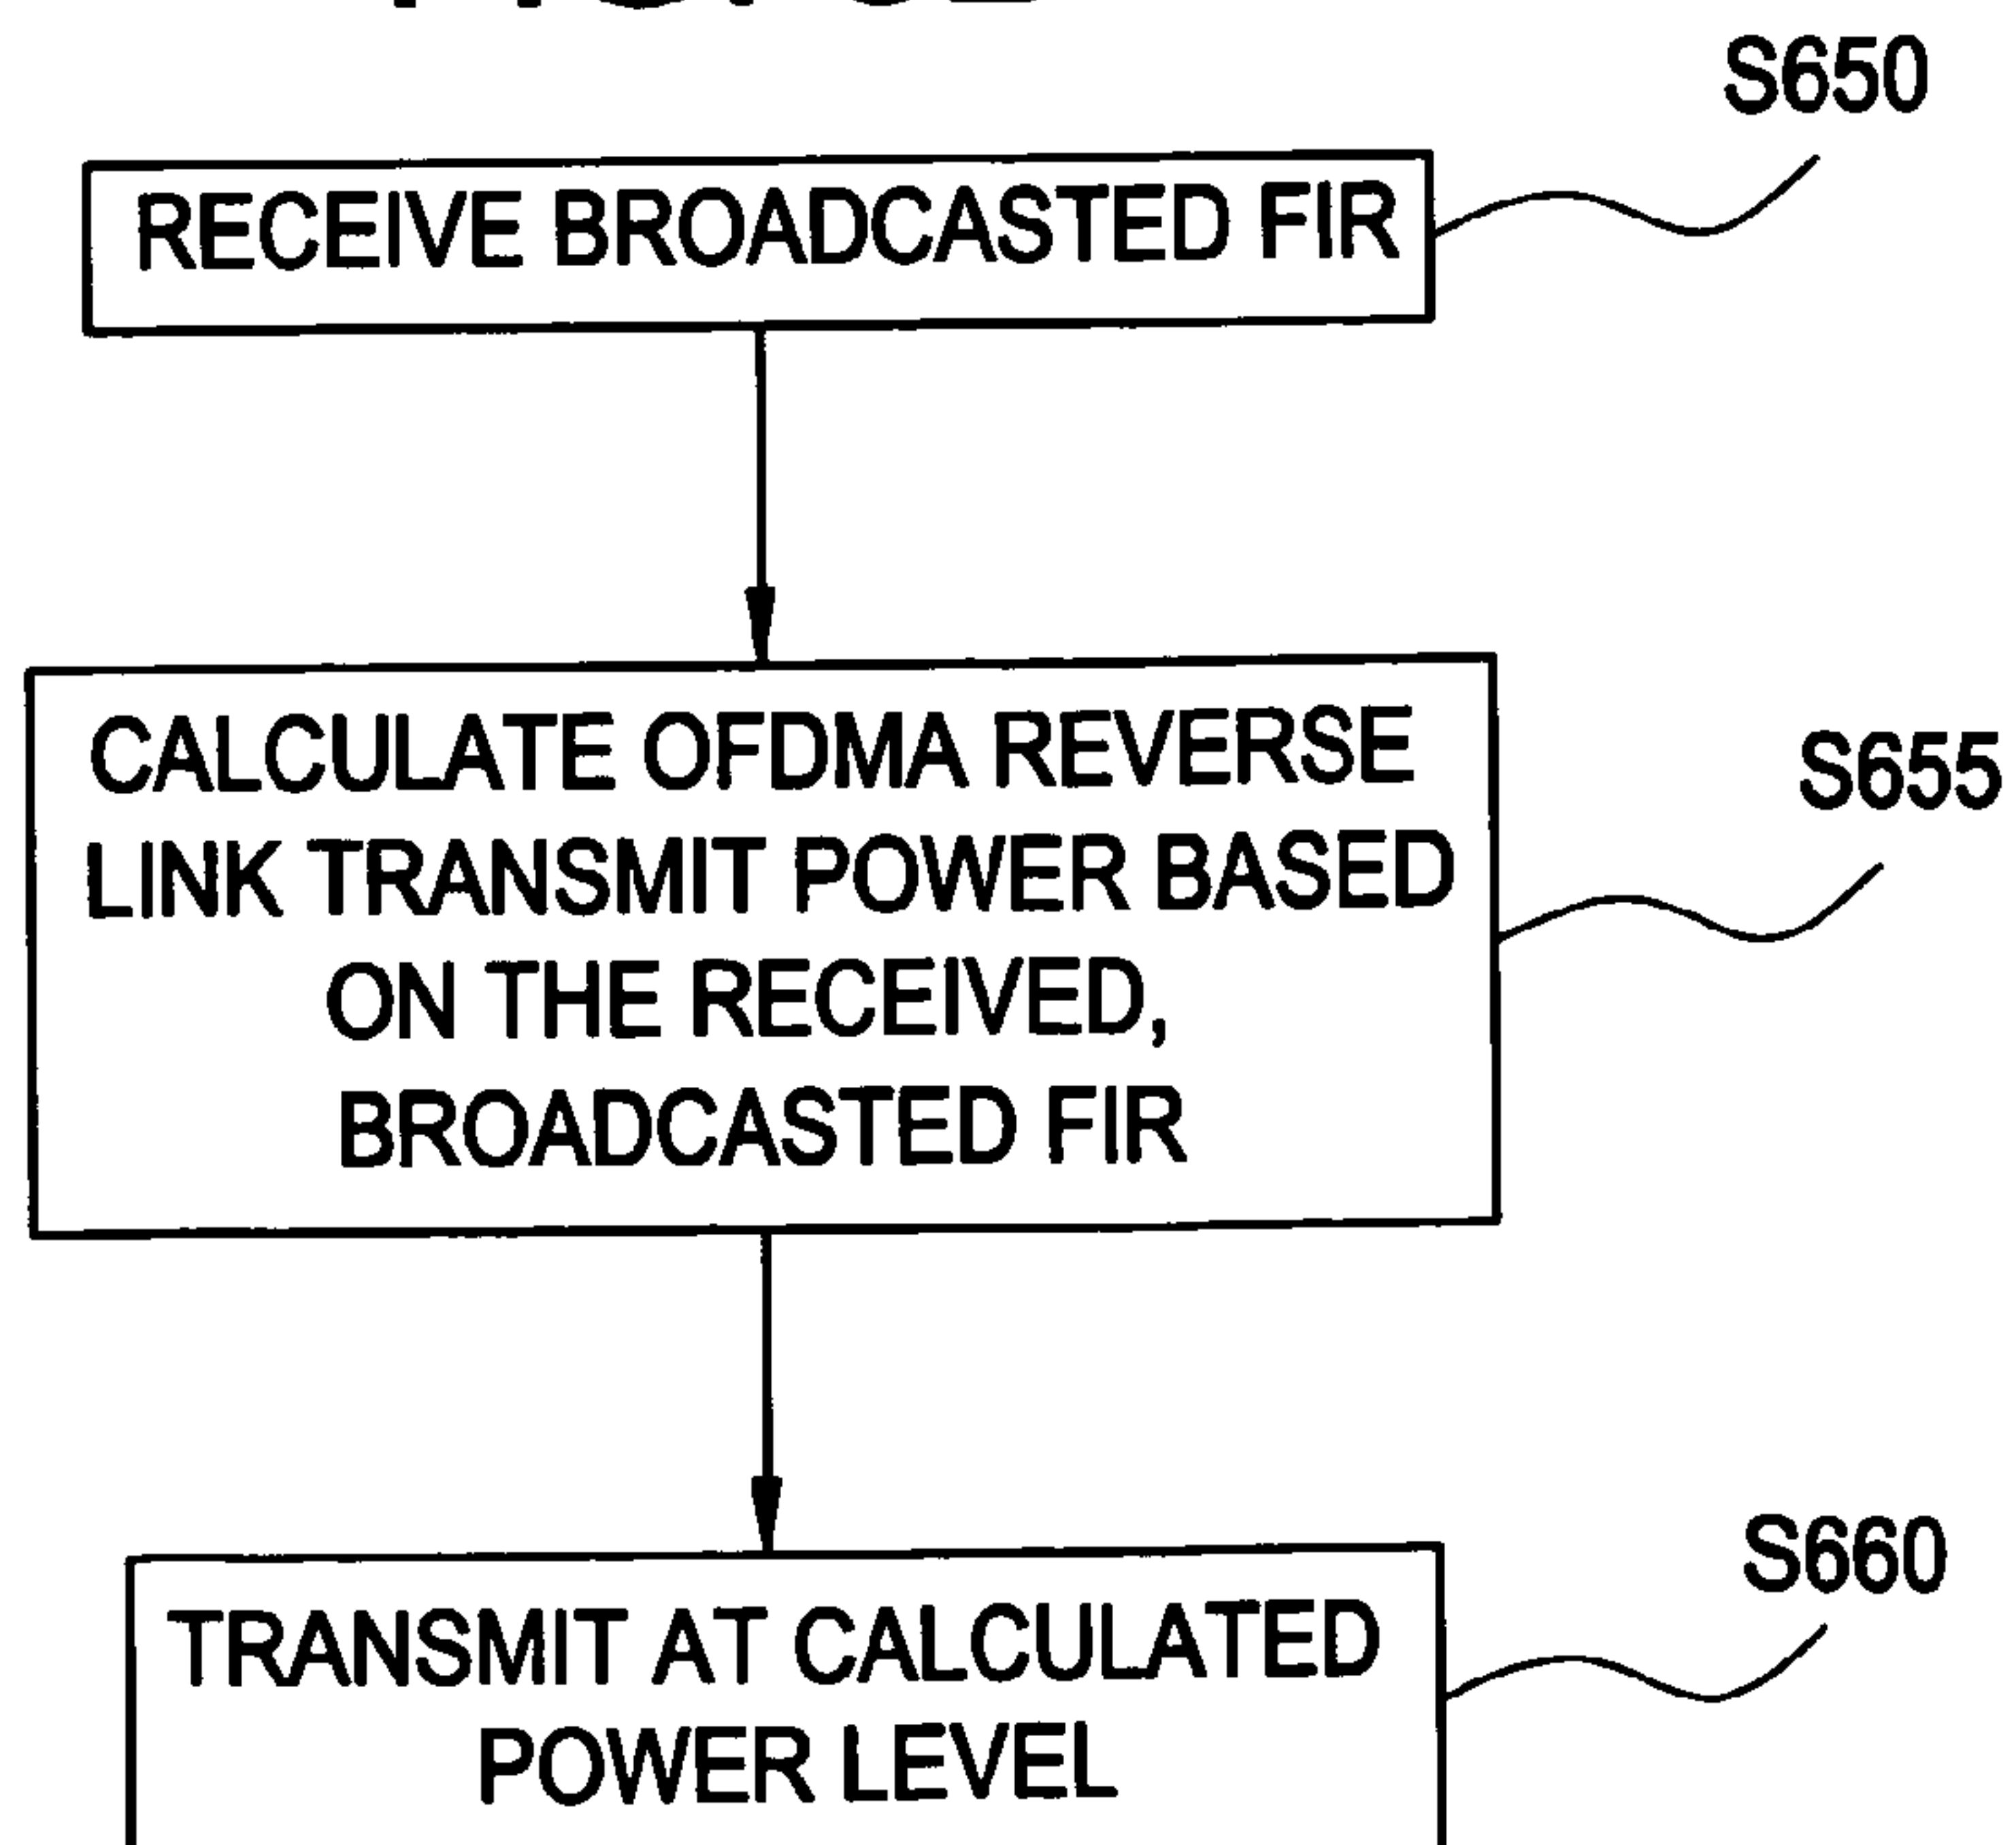 S650
RECEIVE BROADCASTED FIR
CALCULATE OFDMA REVERSE
LINK TRANSMIT POWER BASED
ON THE RECEIVED,
BROADCASTED FIR
S655
S660
TRANSMIT AT CALCULATED
POWER LEVEL